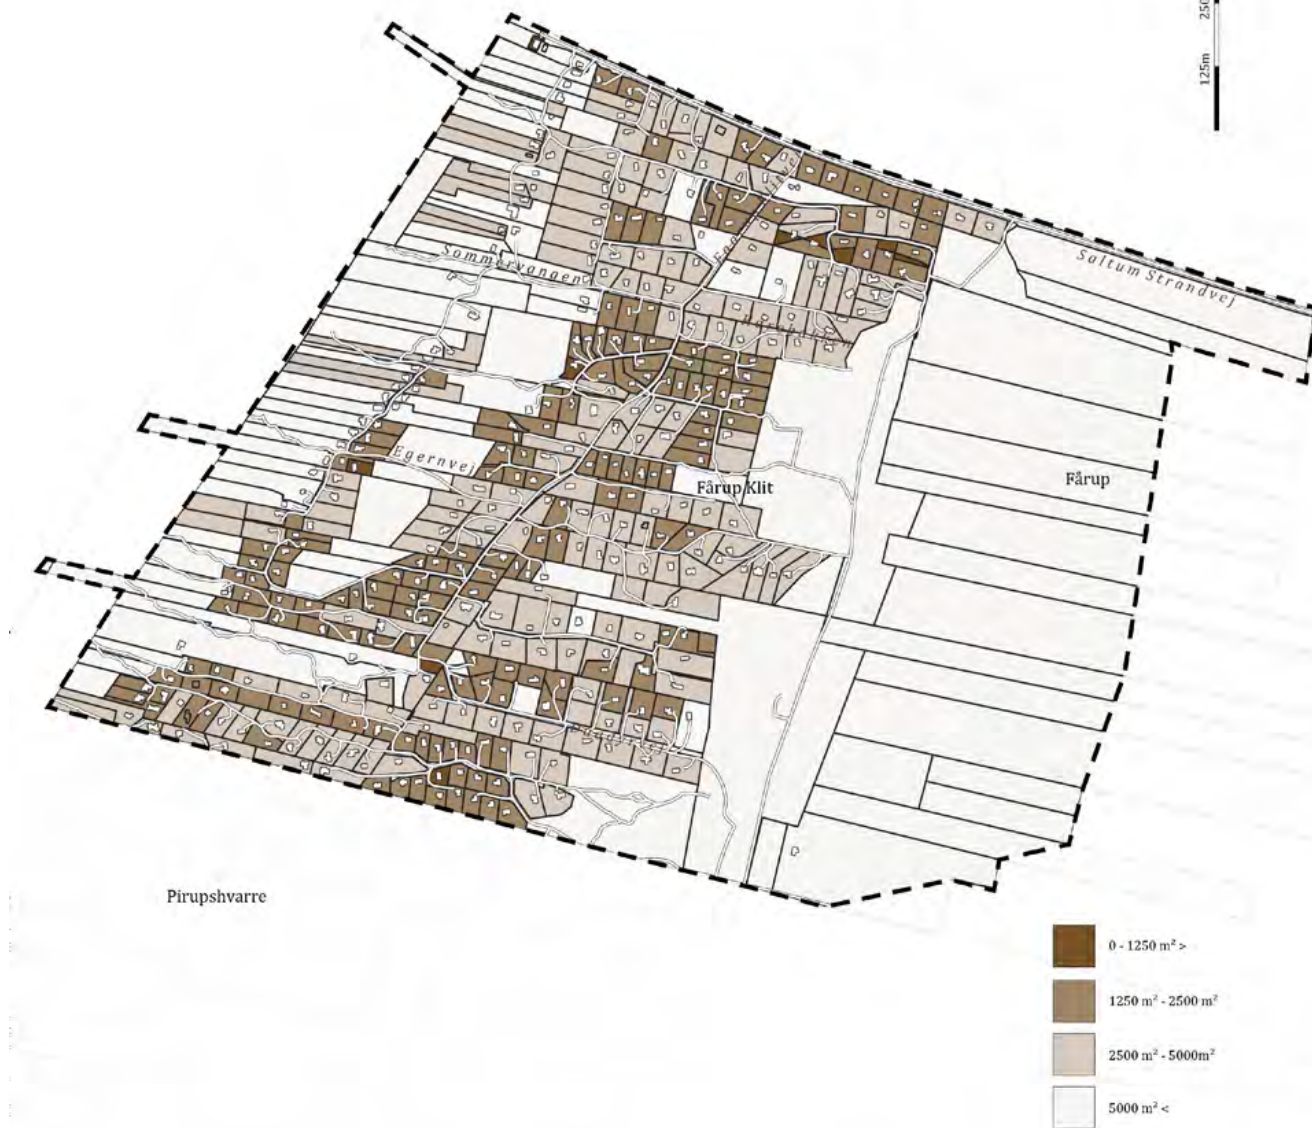 250
125m
Saltum Strandvej
Sommervangen
Egernvej
Fårup Klit
Fårup
Pirupshvarre
0 - 1250 m² >
1250 m² - 2500 m²
2500 m² - 5000m²
5000 m² <